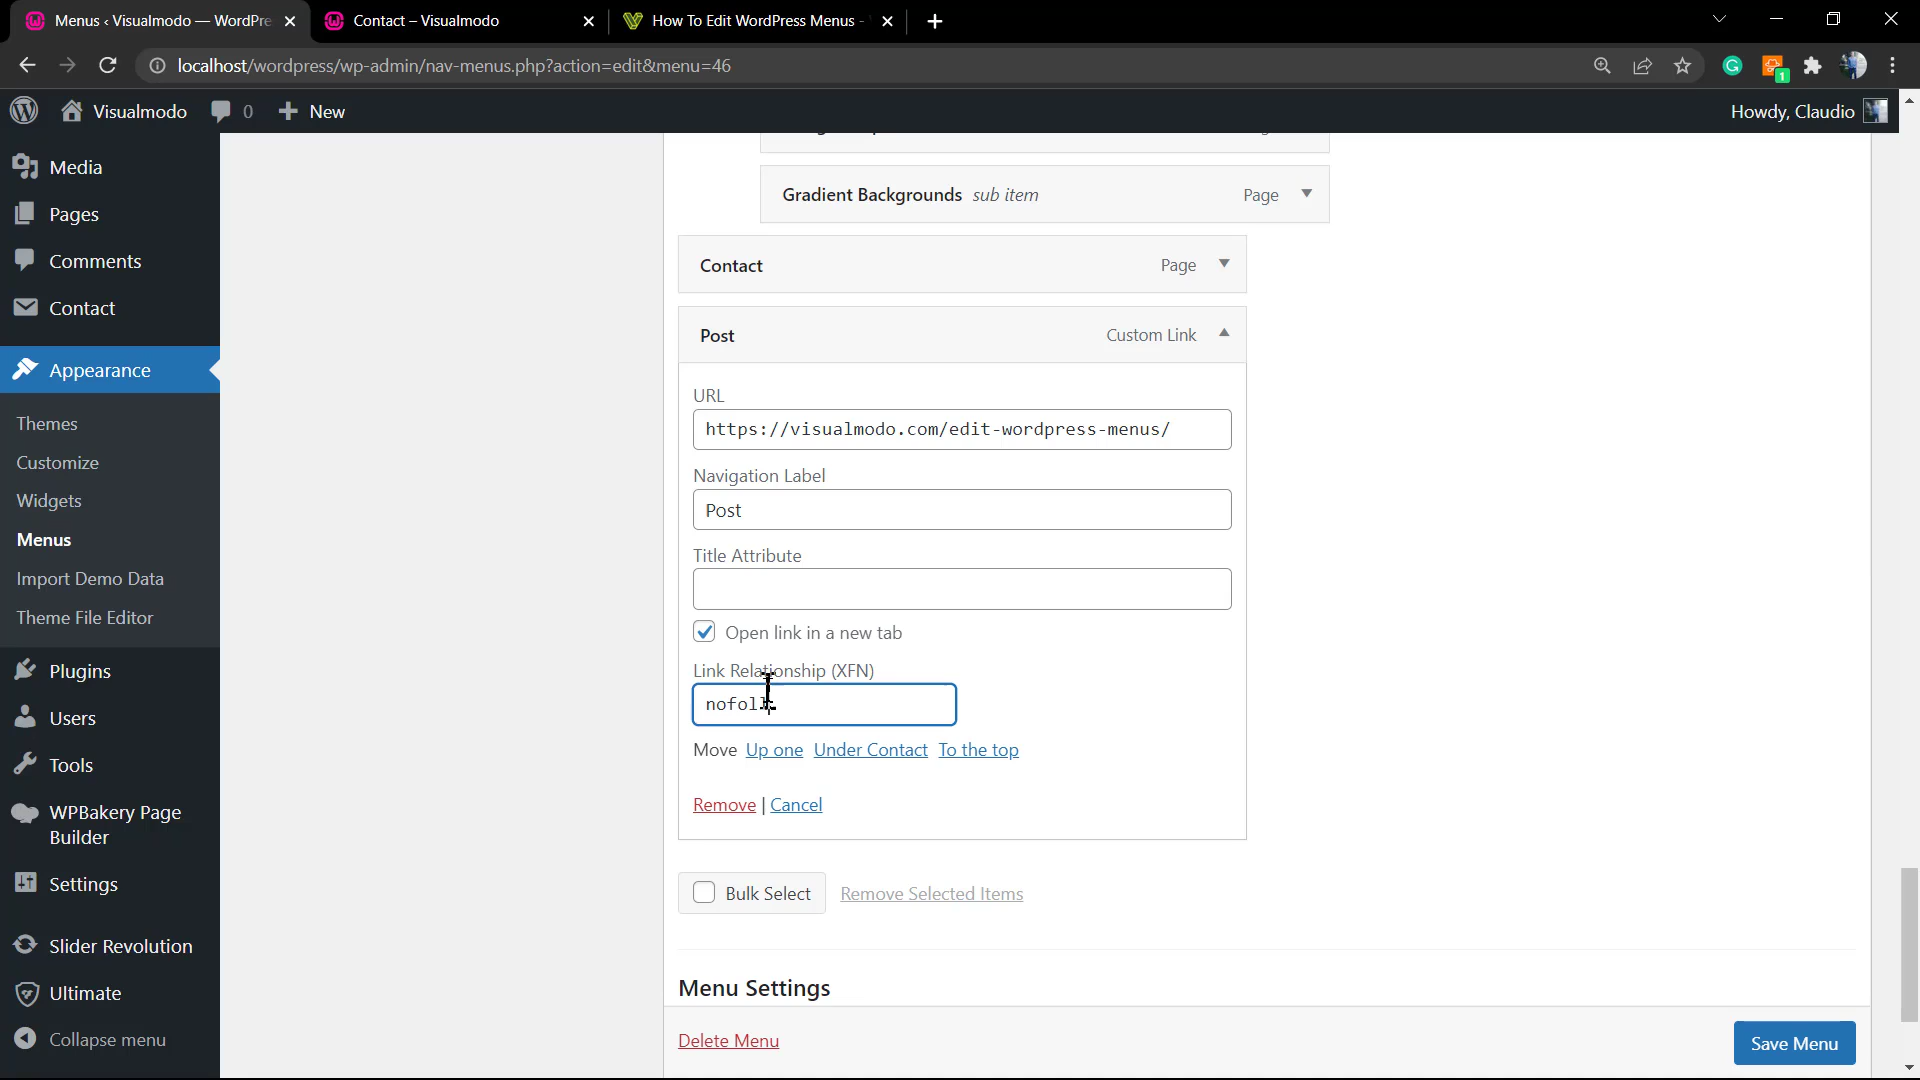 Menus ‹ Visualmodo — WordPre
Contact – Visualmodo
How To Edit WordPress Menus -
localhost/wordpress/wp-admin/nav-menus.php?action=edit&menu=46
1
Visualmodo
0
New
Howdy, Claudio
Media
Pages
Comments
Contact
Appearance
Themes
Customize
Widgets
Menus
Import Demo Data
Theme File Editor
Plugins
Users
Tools
WPBakery Page
Builder
Settings
Slider Revolution
Ultimate
Collapse menu
Gradient Backgrounds sub item
Page
Contact
Page
Post
Custom Link
URL
https://visualmodo.com/edit-wordpress-menus/
Navigation Label
Post
Title Attribute
Open link in a new tab
Link Relationship (XFN)
Move Up one Under Contact To the top
Remove | Cancel
Bulk Select
Remove Selected Items
Menu Settings
Delete Menu
Save Menu